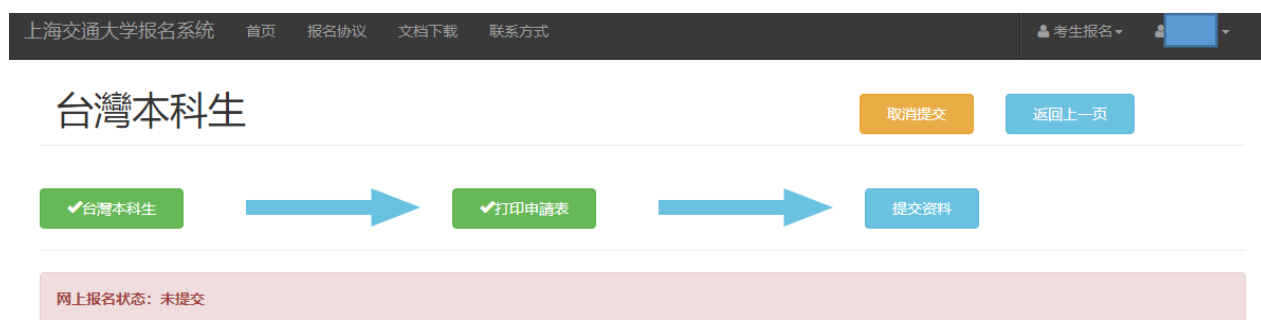 上海交通大学报名系统 首页 报名协议 文档下载 联系方式 考生报名
台灣本科生 取消提交 返回上一页
台灣本科生 打印申請表 提交资料
网上报名状态：未提交